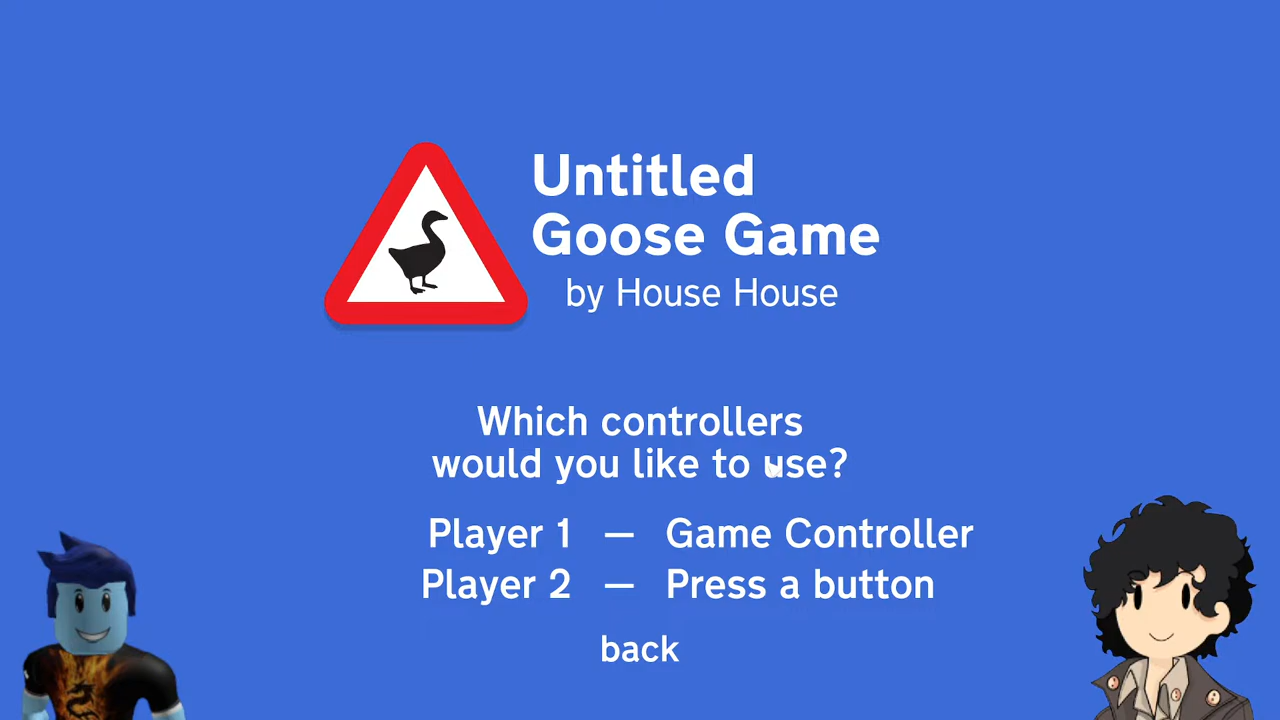 Untitled
Goose Game
by House House
Which controllers
would you like to use?
Player 1 — Game Controller
Player 2 — Press a button
back